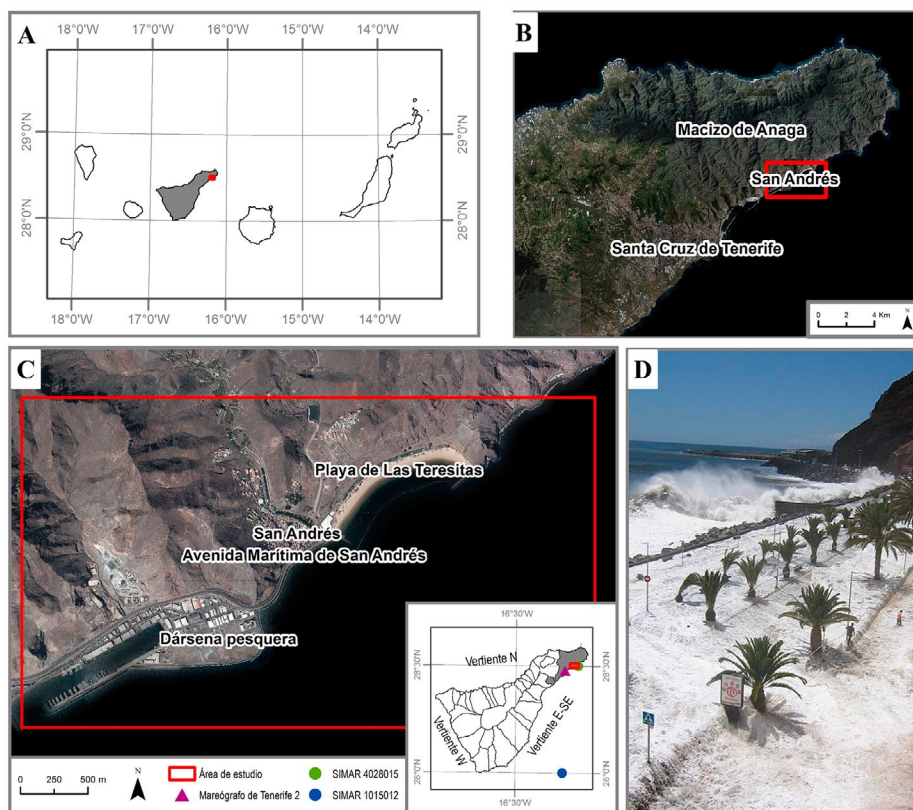 A
18°0'W 17°0'W 16°0'W 15°0'W 14°0'W
29°0'N
28°0'N
29°0'N
28°0'N
18°0'W 17°0'W 16°0'W 15°0'W 14°0'W
B
Macizo de Anaga
San Andrés
Santa Cruz de Tenerife
0 2 4 Km
N
C
Playa de Las Teresitas
San Andrés
Avenida Marítima de San Andrés
Dársena pesquera
16°30'W
Vertiente N
28°30'N
28°30'N
Vertiente W
Vertiente E-SE
28°0'N
28°0'N
16°30'W
0 250 500 m
N
Área de estudio
SIMAR 4028015
Mareógrafo de Tenerife 2
SIMAR 1015012
D